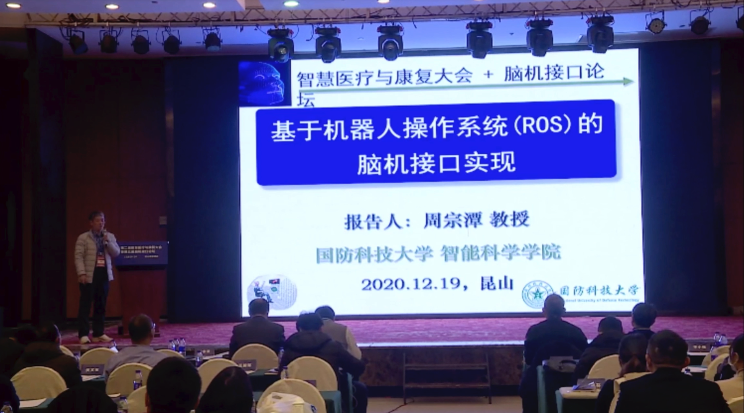 智慧医疗与康复大会 + 脑机接口论
坛
基于机器人操作系统(ROS)的
脑机接口实现
报告人: 周宗潭 教授
国防科技大学 智能科学学院
2020.12.19, 昆山
国防科技大学